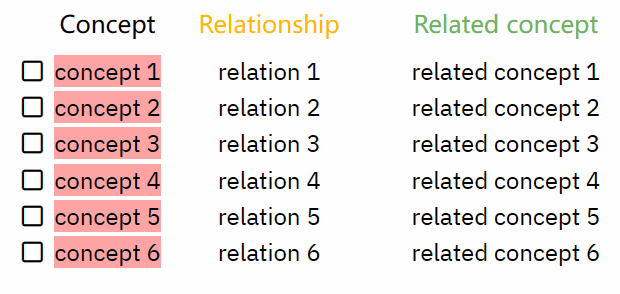 Concept Relationship Related concept
concept 1 relation 1 related concept 1
concept 2 relation 2 related concept 2
concept 3 relation 3 related concept 3
concept 4 relation 4 related concept 4
concept 5 relation 5 related concept 5
concept 6 relation 6 related concept 6